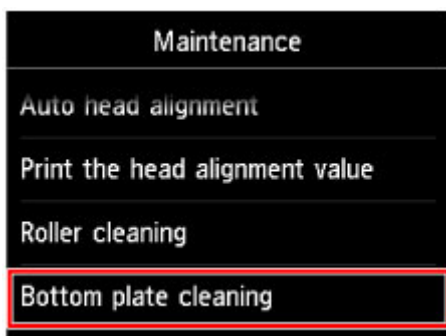 Maintenance
Auto head alignment
Print the head alignment value
Roller cleaning
Bottom plate cleaning